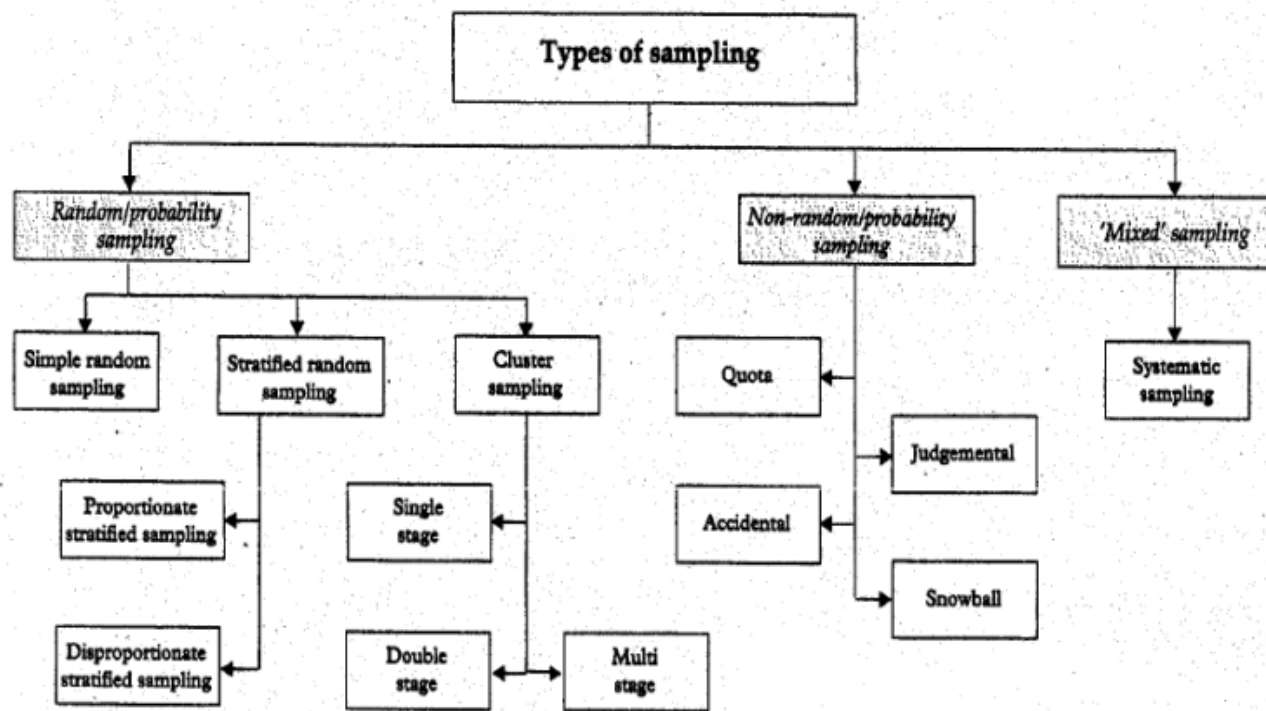 Types of sampling
Random/probability
sampling
Non-random/probability
sampling
'Mixed' sampling
Simple random
sampling
Stratified random
sampling
Cluster
sampling
Quota
Systematic
sampling
Judgemental
Proportionate
stratified sampling
Single
stage
Accidental
Snowball
Disproportionate
stratified sampling
Double
stage
Multi
stage